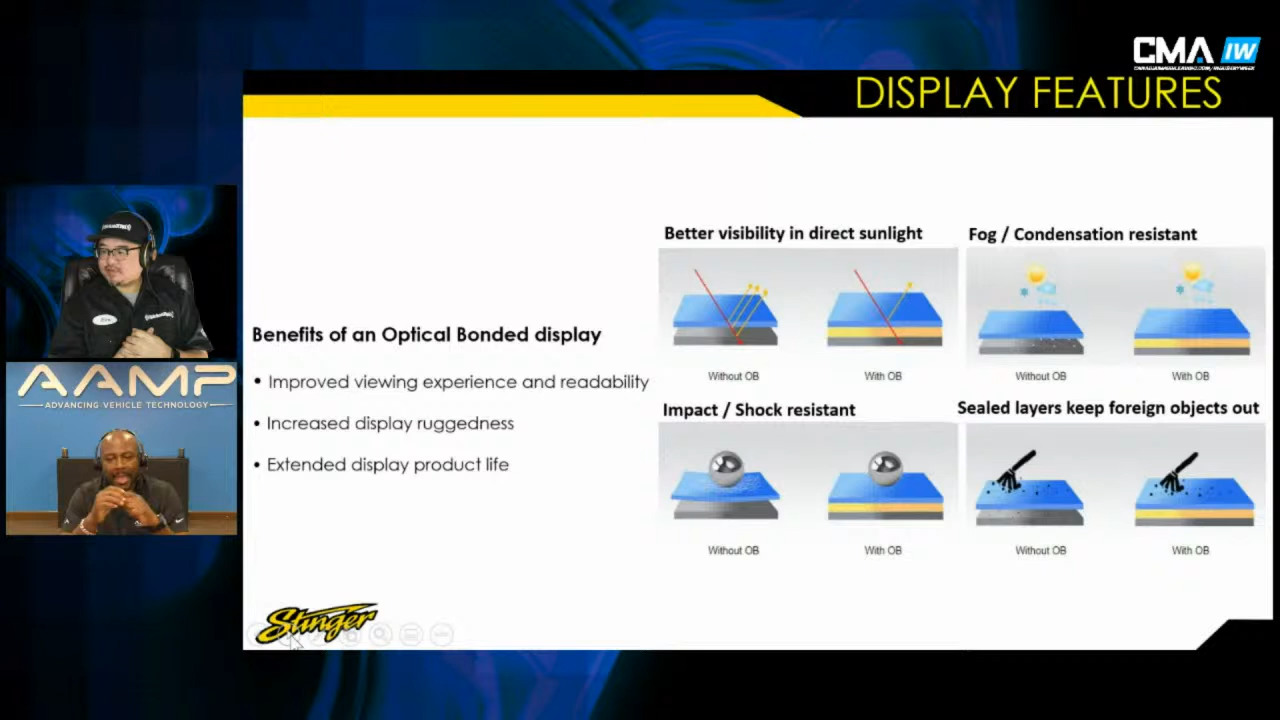 CMA IW
DISPLAY FEATURES
AAMP
ADVANCING VEHICLE TECHNOLOGY
Benefits of an Optical Bonded display
• Improved viewing experience and readability
• Increased display ruggedness
• Extended display product life
Better visibility in direct sunlight
Without OB
With OB
Fog / Condensation resistant
Without OB
With OB
Impact / Shock resistant
Without OB
With OB
Sealed layers keep foreign objects out
Without OB
With OB
Stinger